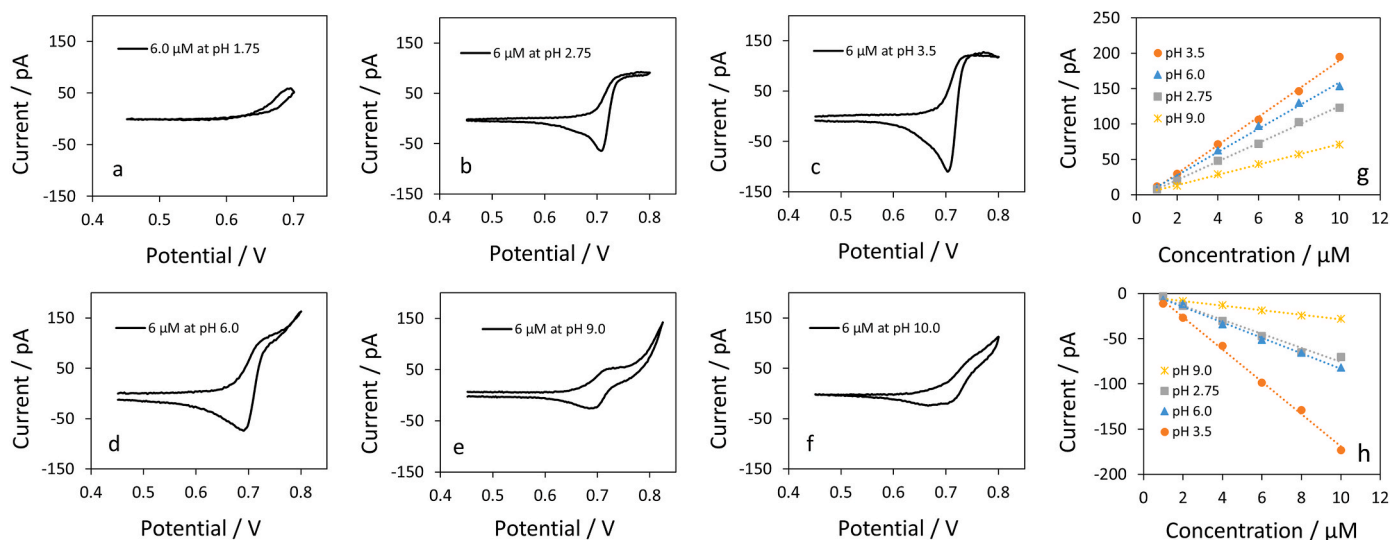 150
50
-50
-150
0.4
0.5
0.6
0.7
0.8
Current / pA
Potential / V
6.0 µM at pH 1.75
a
150
50
-50
-150
0.4
0.5
0.6
0.7
0.8
Current / pA
Potential / V
6 µM at pH 2.75
b
150
50
-50
-150
0.4
0.5
0.6
0.7
0.8
Current / pA
Potential / V
6 µM at pH 3.5
c
250
200
150
100
50
0
0
2
4
6
8
10
12
Current / pA
Concentration / µM
pH 3.5
pH 6.0
pH 2.75
pH 9.0
g
150
50
-50
-150
0.4
0.5
0.6
0.7
0.8
Current / pA
Potential / V
6 µM at pH 6.0
d
150
50
-50
-150
0.4
0.5
0.6
0.7
0.8
Current / pA
Potential / V
6 µM at pH 9.0
e
150
50
-50
-150
0.4
0.5
0.6
0.7
0.8
Current / pA
Potential / V
6 µM at pH 10.0
f
0
-50
-100
-150
-200
0
2
4
6
8
10
12
Current / pA
Concentration / µM
pH 9.0
pH 2.75
pH 6.0
pH 3.5
h